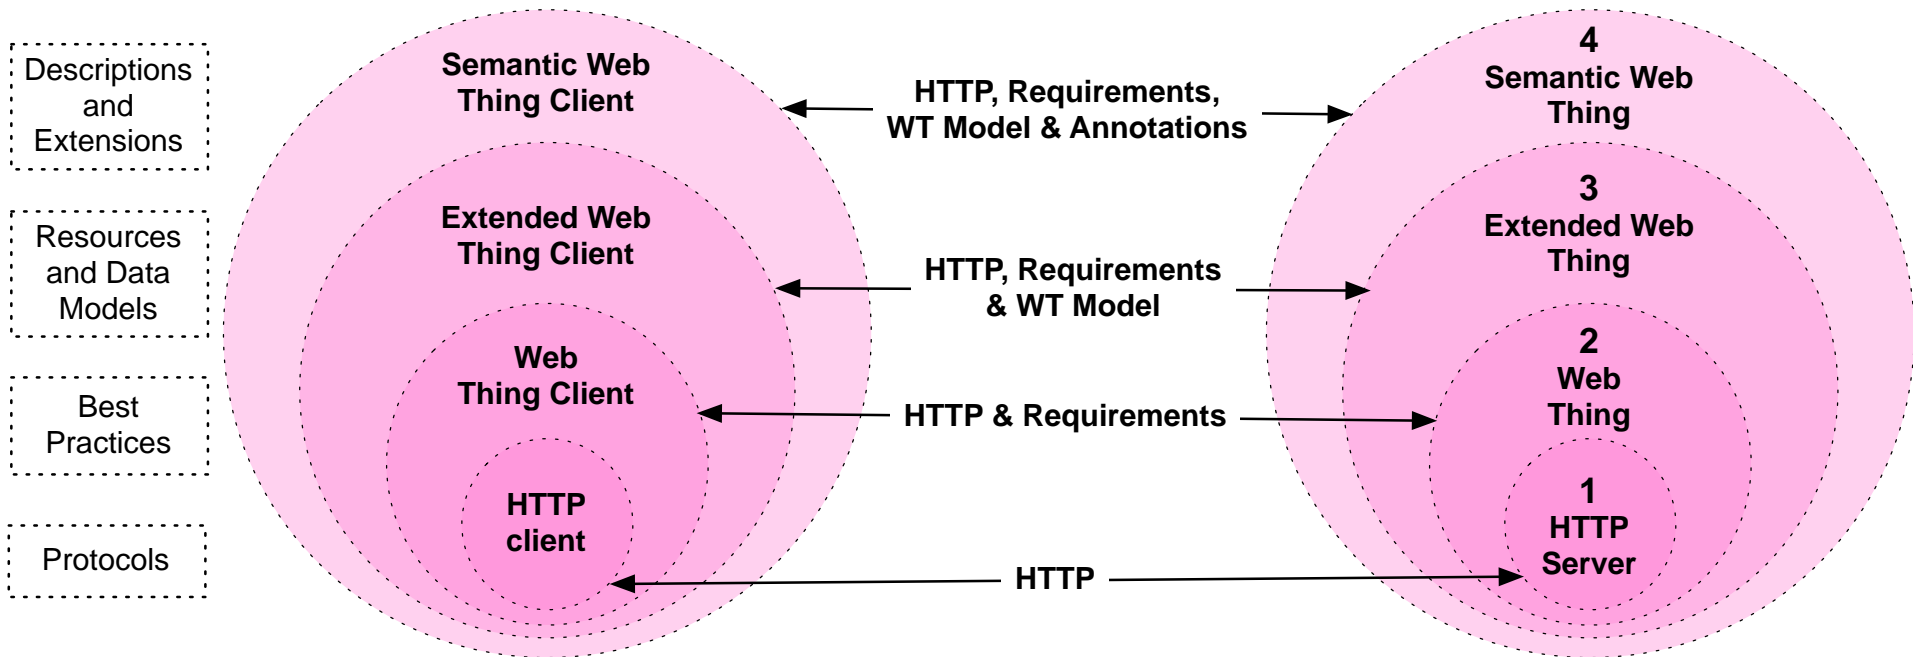 Descriptions
and
Extensions
Resources
and Data
Models
Best
Practices
Protocols
Semantic Web
Thing Client
Extended Web
Thing Client
Web
Thing Client
HTTP
client
HTTP, Requirements,
WT Model & Annotations
HTTP, Requirements
& WT Model
HTTP & Requirements
HTTP
4
Semantic Web
Thing
3
Extended Web
Thing
2
Web
Thing
1
HTTP
Server